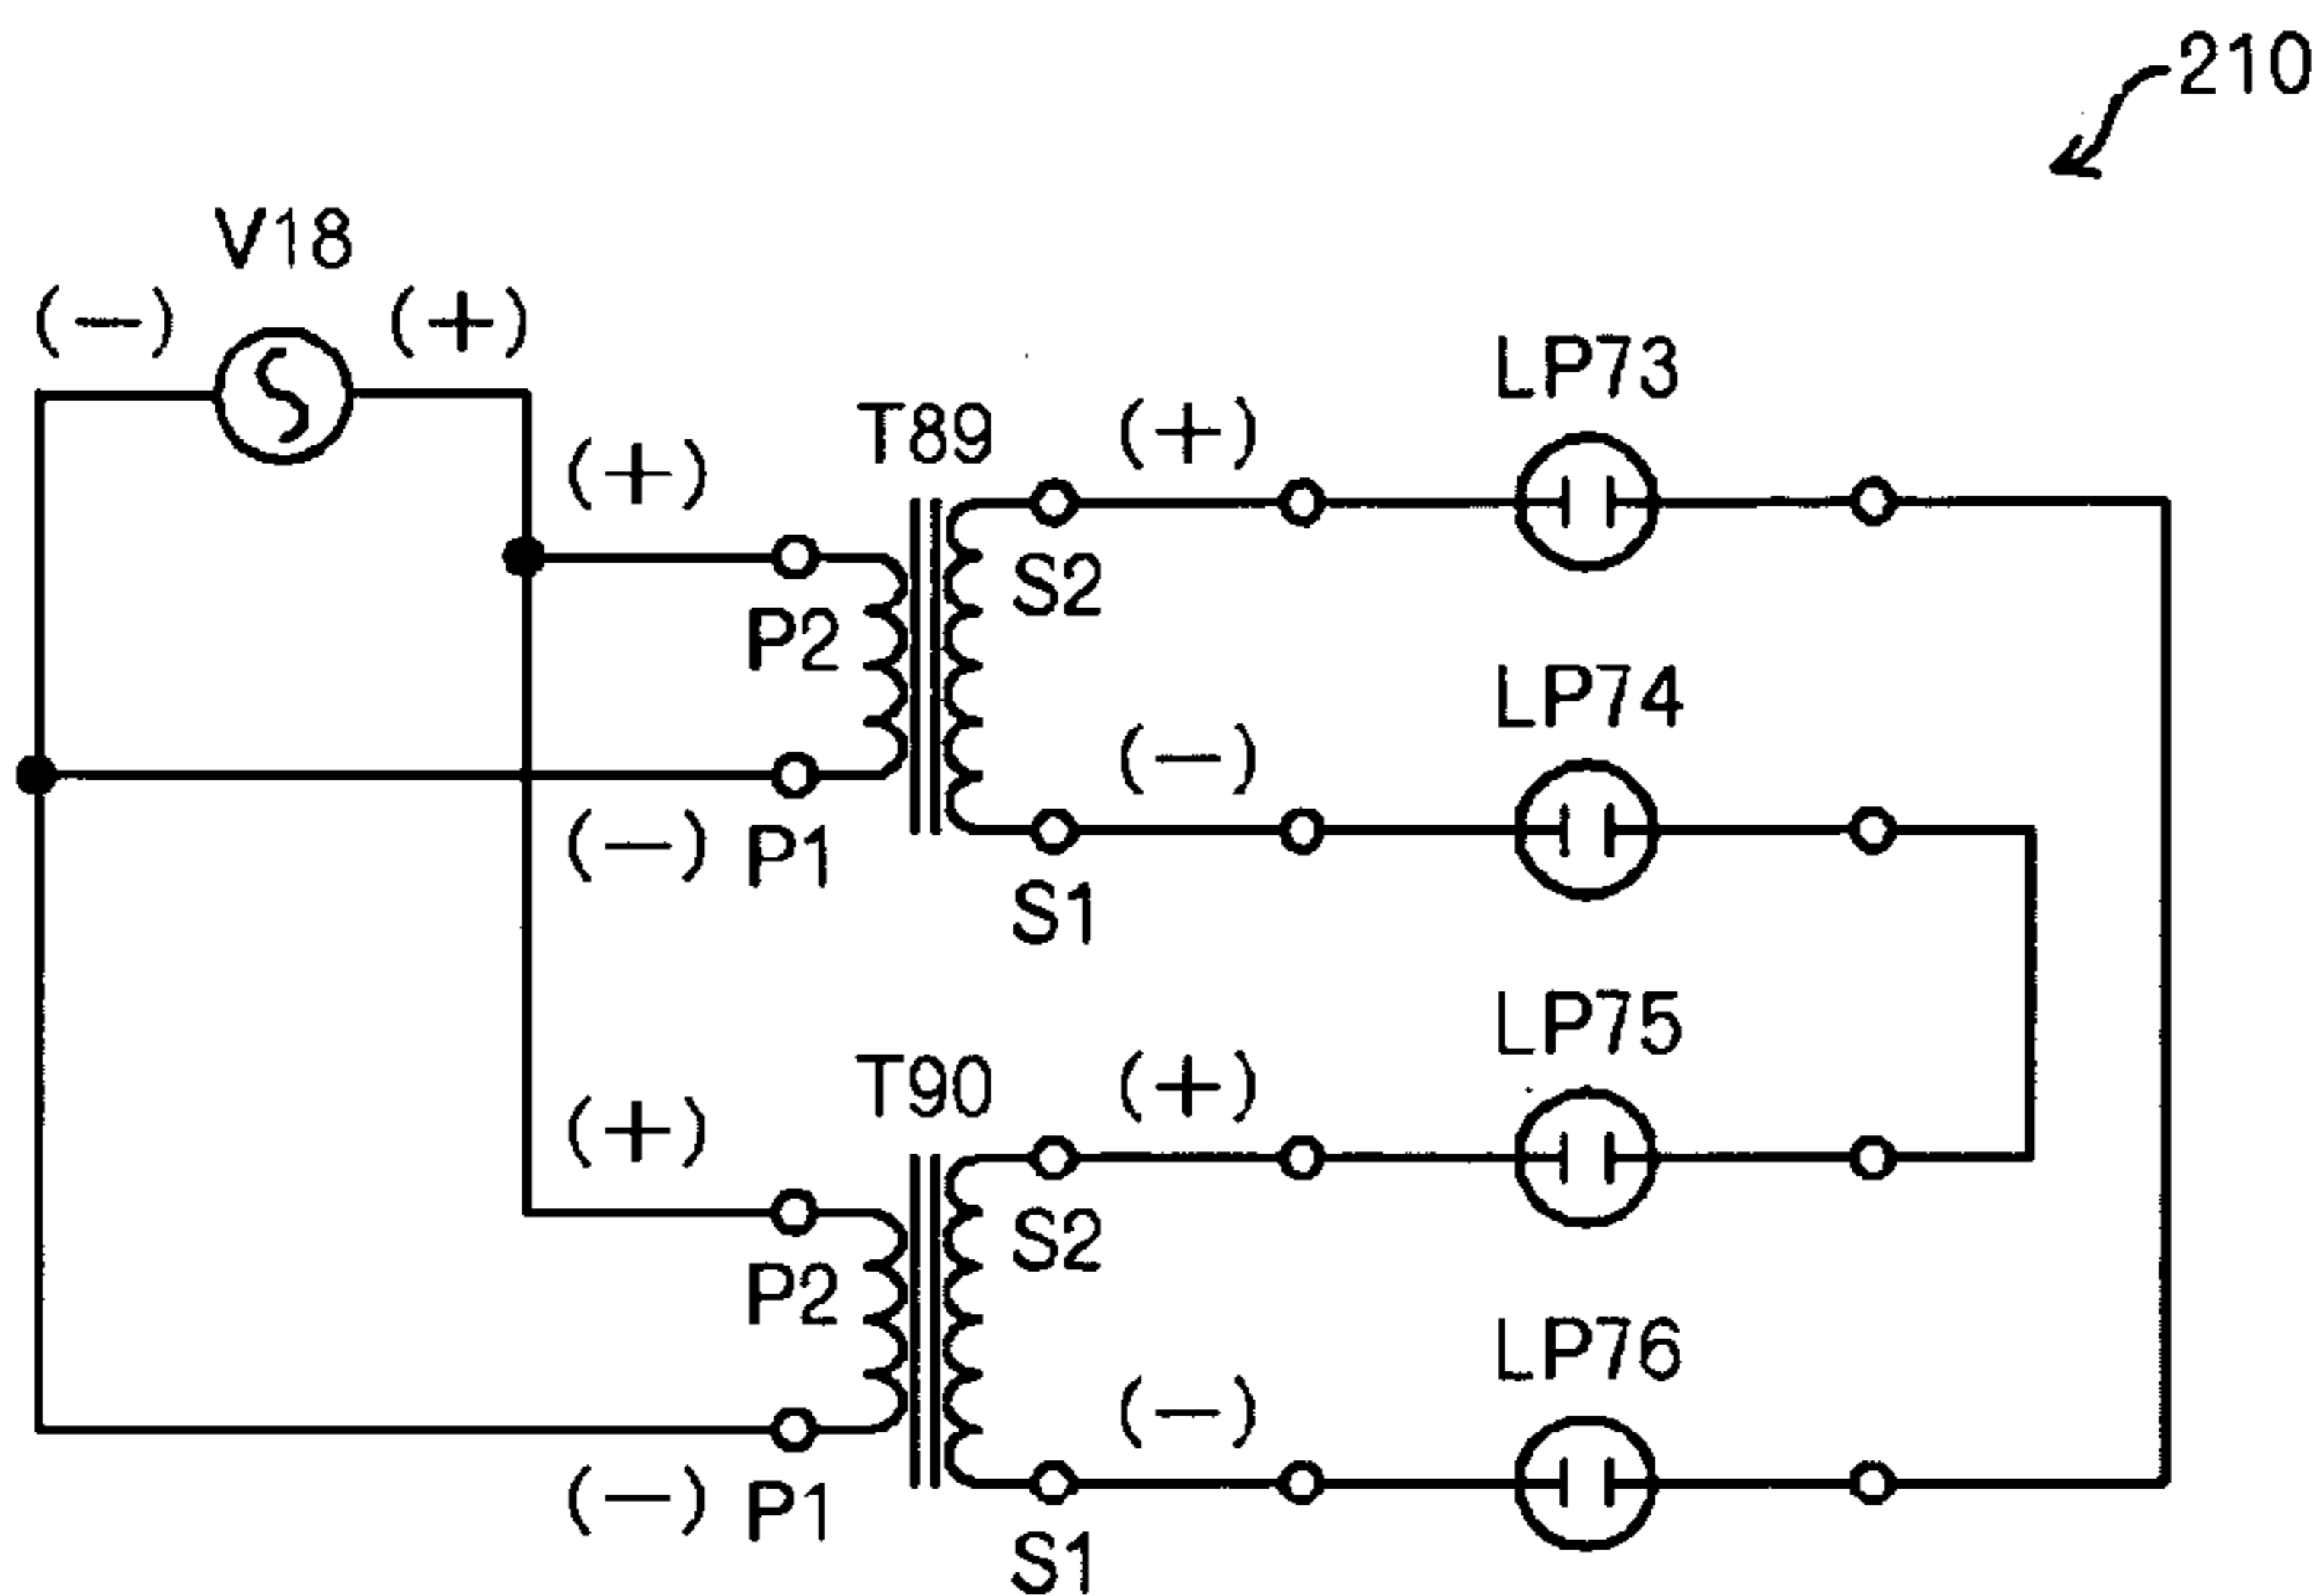 210
V18
(-) (+)
LP73
T89 (+)
(+)
S2
P2
LP74
(-)
(-) P1
S1
LP75
T90 (+)
(+)
S2
P2
LP76
(-)
(-) P1
S1